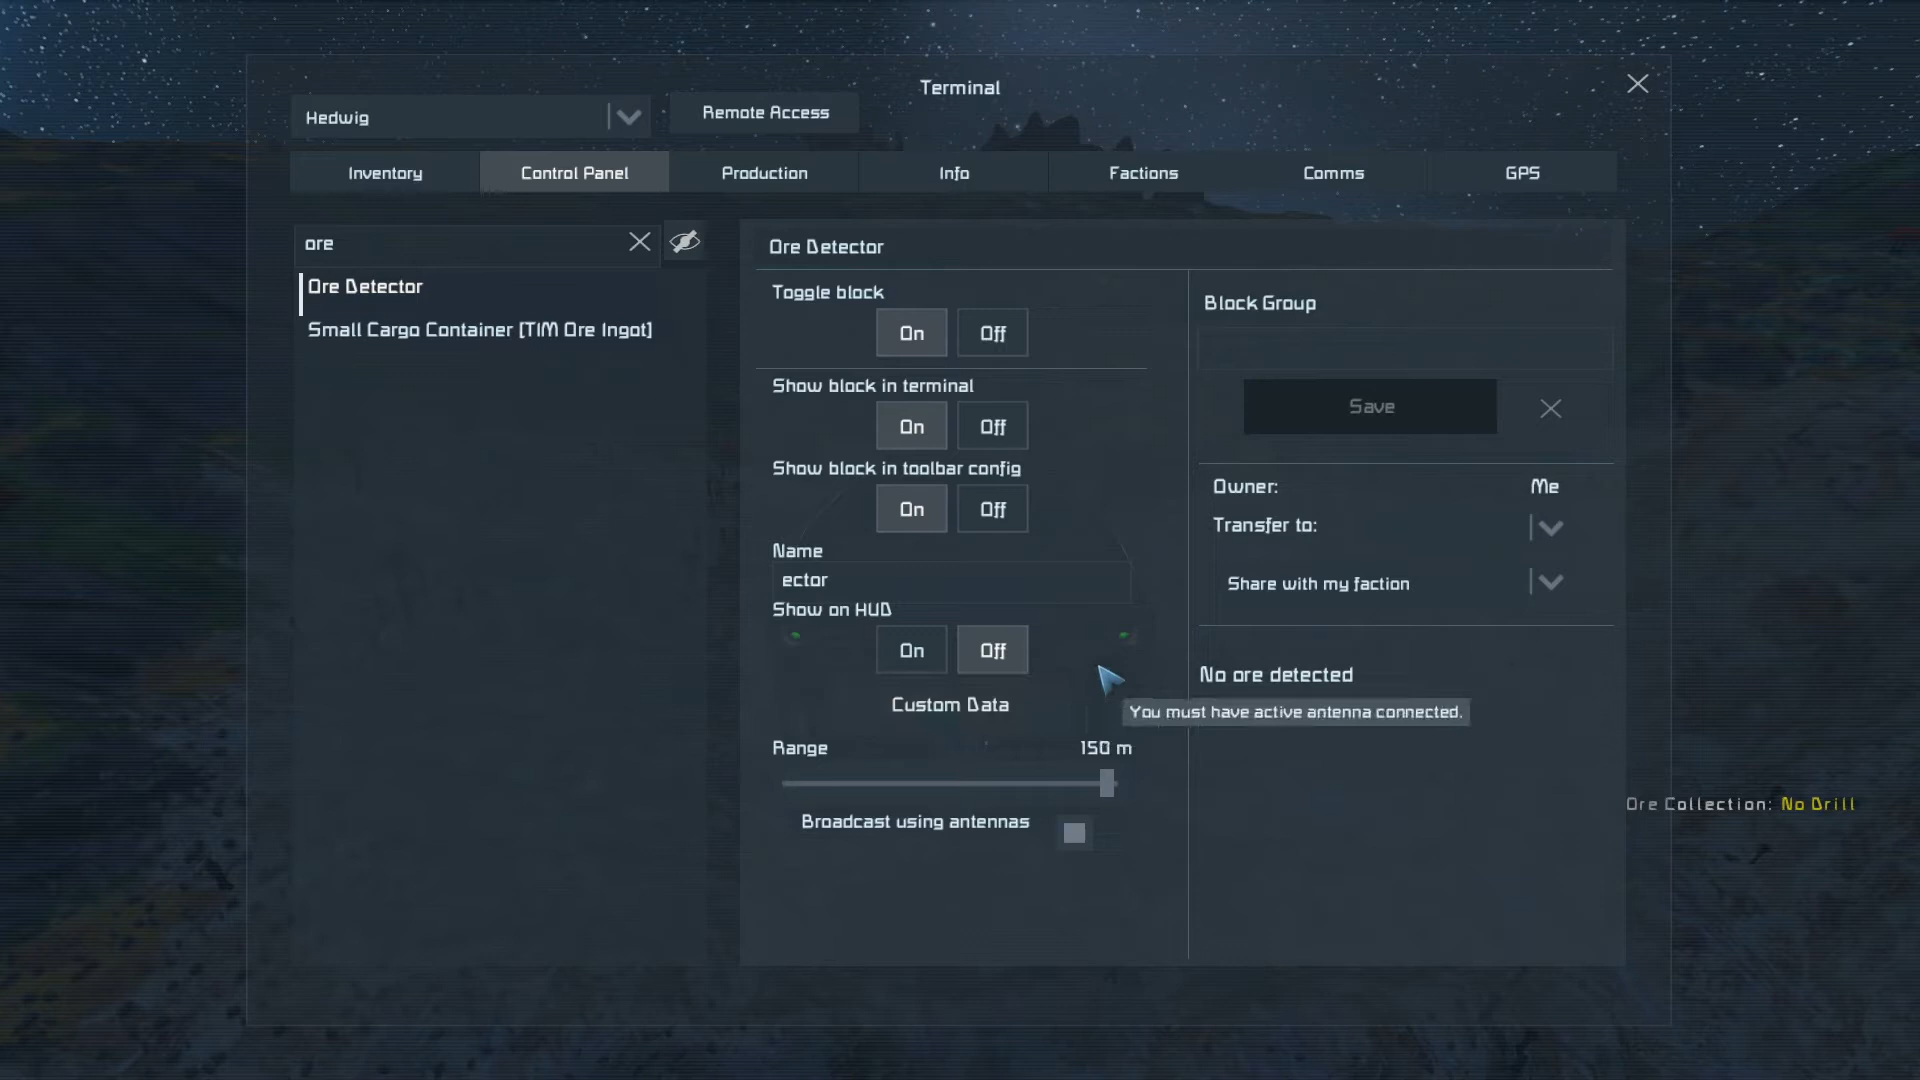 Terminal
Hedwig
Remote Access
Inventory
Control Panel
Production
Info
Factions
Comms
GPS
ore
Ore Detector
Small Cargo Container [TIM Ore Ingot]
Ore Detector
Toggle block
On
Off
Show block in terminal
On
Off
Show block in toolbar config
On
Off
Name
ector
Show on HUD
On
Off
Custom Data
Range
150 m
Broadcast using antennas
Block Group
Save
Owner:
Me
Transfer to:
Share with my faction
No ore detected
You must have active antenna connected.
Ore Collection: No Drill